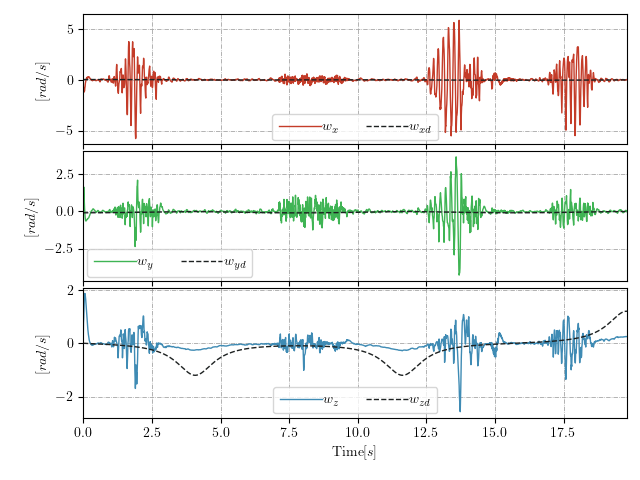 5
0
−5
[rad/s]
w_x w_xd
2.5
0.0
−2.5
[rad/s]
w_y w_yd
2
0
−2
[rad/s]
w_z w_zd
0.0 2.5 5.0 7.5 10.0 12.5 15.0 17.5
Time[s]